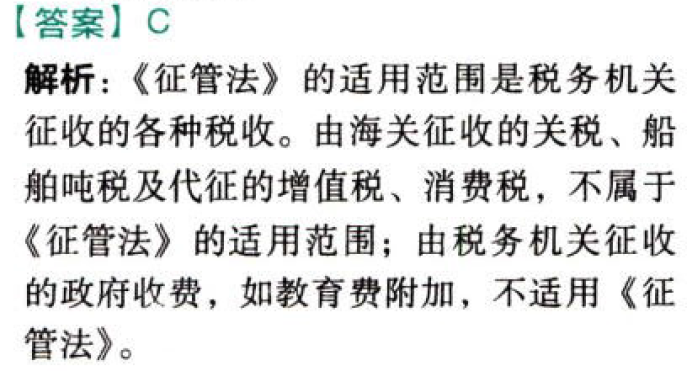 【答案】C
解析：《征管法》的适用范围是税务机关
征收的各种税收。由海关征收的关税、船
舶吨税及代征的增值税、消费税，不属于
《征管法》的适用范围；由税务机关征收
的政府收费，如教育费附加，不适用《征
管法》。